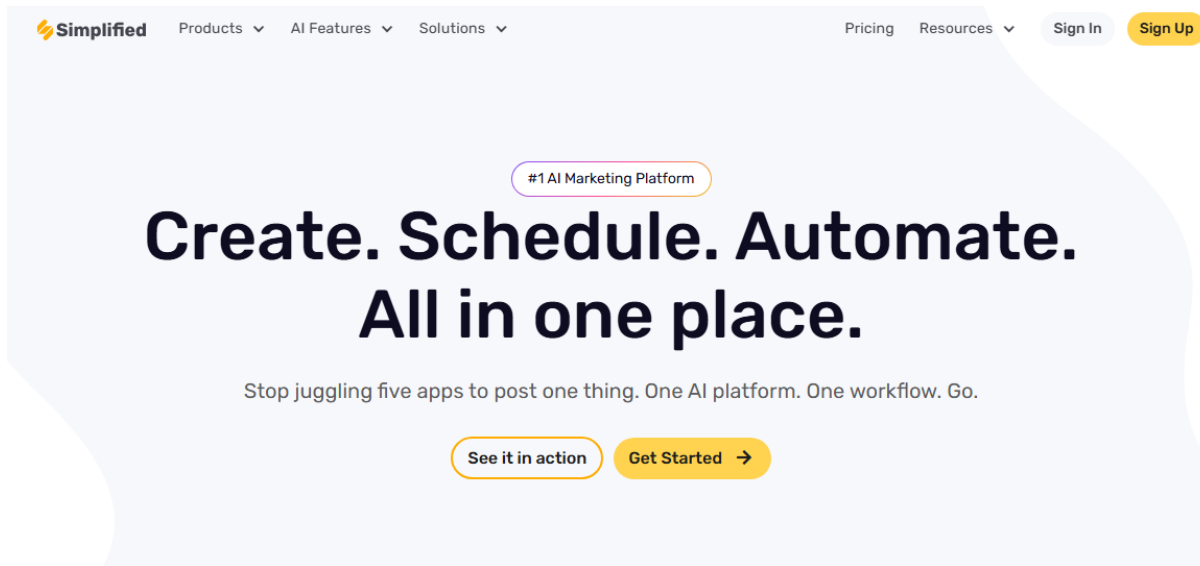 Simplified Products AI Features Solutions Pricing Resources Sign In Sign Up
#1 AI Marketing Platform
Create. Schedule. Automate.
All in one place.
Stop juggling five apps to post one thing. One AI platform. One workflow. Go.
See it in action Get Started